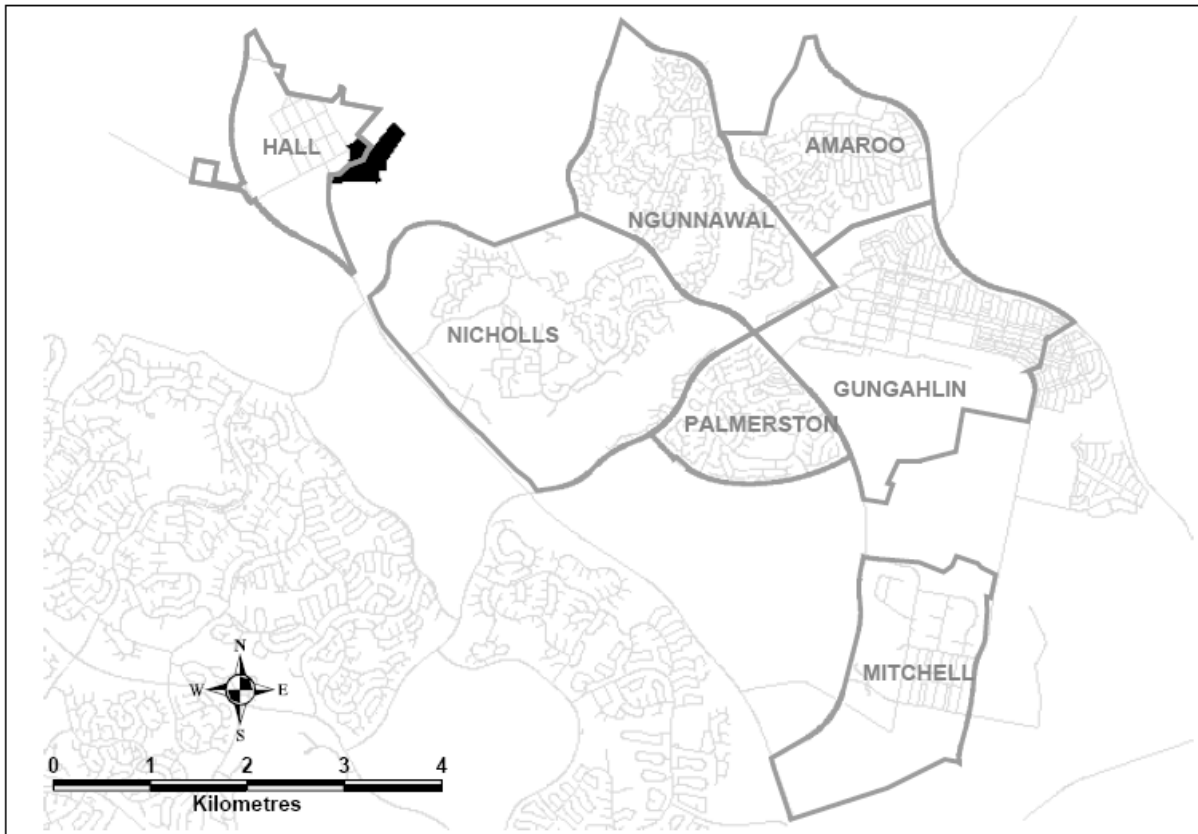 HALL
AMAROO
NGUNNAWAL
NICHOLLS
GUNGAHLIN
PALMERSTON
MITCHELL
N
W E
S
0 1 2 3 4
Kilometres